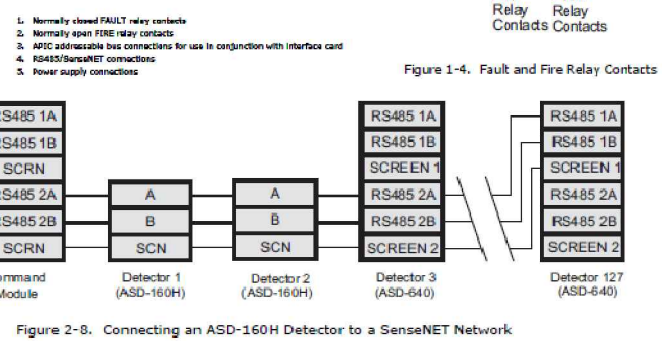 Relay Relay
Contacts Contacts
1. Normally closed FAULT relay contacts
2. Normally open FIRE relay contacts
3. APIC addressable bus connections for use in conjunction with interface card
4. RS485/SenseNET connections
5. Power supply connections
Figure 1-4. Fault and Fire Relay Contacts
RS485 1A
RS485 1B
SCRN
RS485 2A
RS485 2B
SCRN
ommand
Module
A
B
SCN
Detector 1
(ASD-160H)
A
B
SCN
Detector 2
(ASD-160H)
RS485 1A
RS485 1B
SCREEN 1
RS485 2A
RS485 2B
SCREEN 2
Detector 3
(ASD-640)
RS485 1A
RS485 1B
SCREEN 1
RS485 2A
RS485 2B
SCREEN 2
Detector 127
(ASD-640)
Figure 2-8. Connecting an ASD-160H Detector to a SenseNET Network